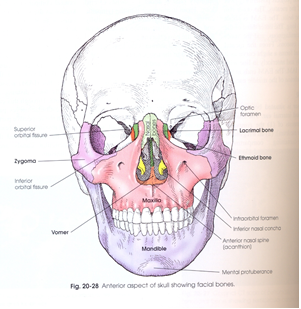 Optic
foramen
Superior
orbital fissure
Lacrimal bone
Zygoma
Ethmoid bone
Inferior
orbital fissure
Maxilla
Infraorbital foramen
Inferior nasal concha
Vomer
Anterior nasal spine
(acanthion)
Mandible
Mental protuberance
Fig. 20-28 Anterior aspect of skull showing facial bones.